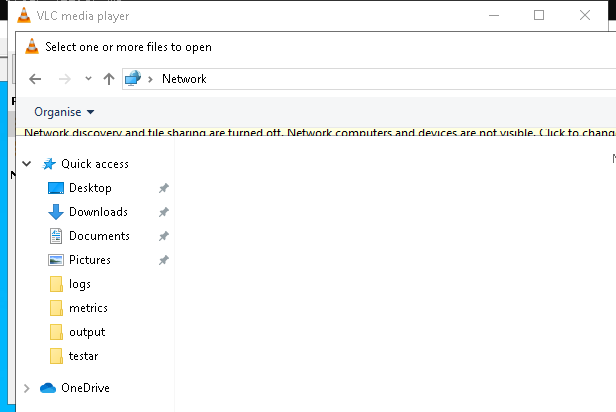 VLC media player
Select one or more files to open
Network
Organise
Network discovery and file sharing are turned off. Network computers and devices are not visible. Click to chang
Quick access
Desktop
Downloads
Documents
Pictures
logs
metrics
output
testar
OneDrive